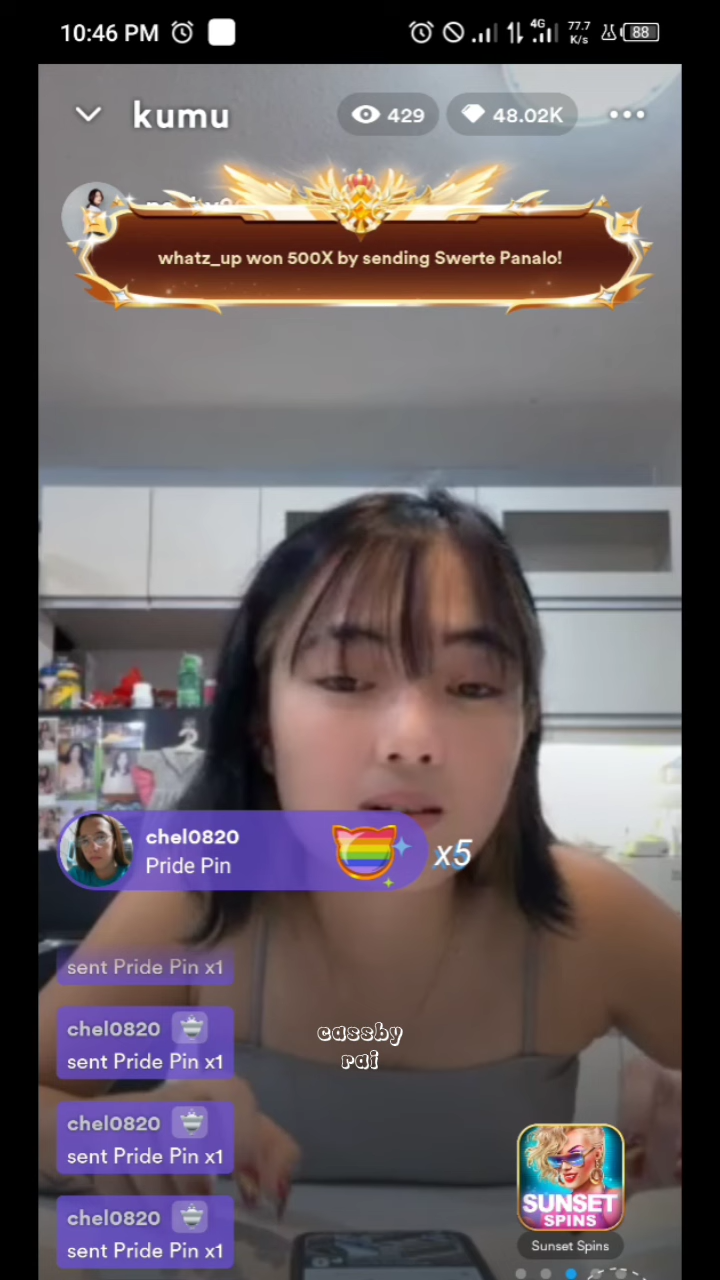 10:46 PM
4G
77.7
K/s
88
kumu
429
48.02K
whatz_up won 500X by sending Swerte Panalo!
chel0820
Pride Pin
x5
sent Pride Pin x1
chel0820
sent Pride Pin x1
cassby
rai
chel0820
sent Pride Pin x1
chel0820
sent Pride Pin x1
SUNSET
SPINS
Sunset Spins